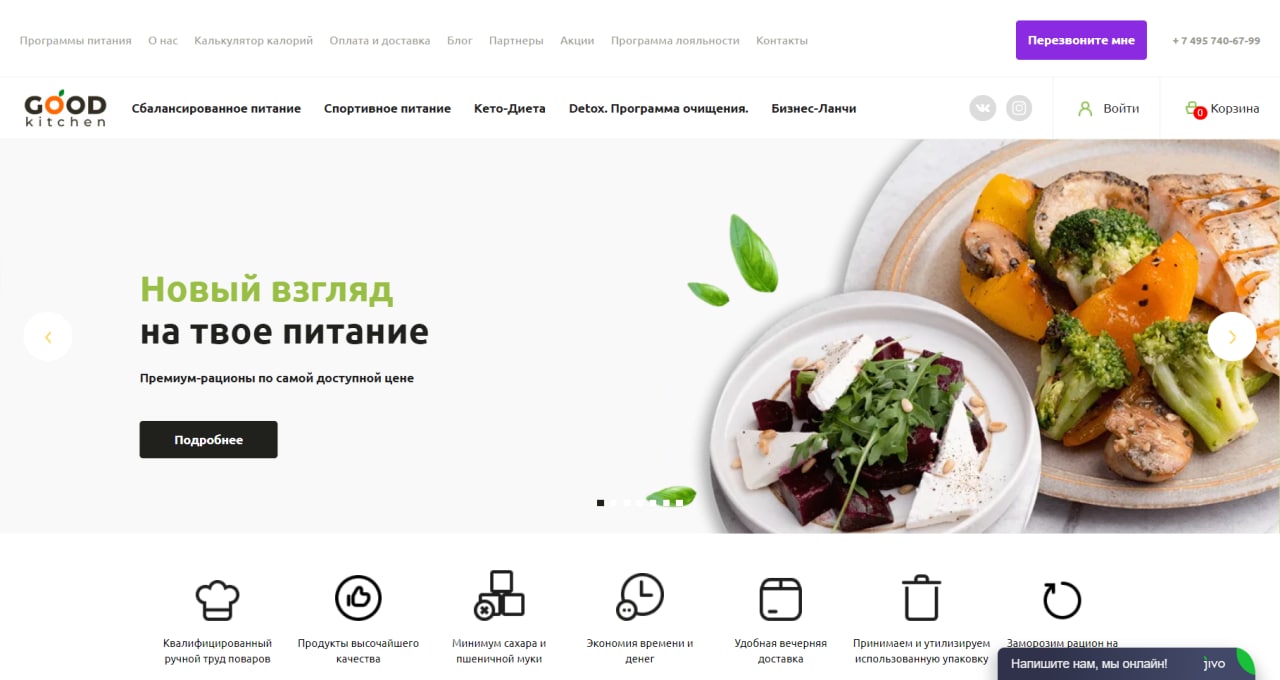 Программы питания О нас Калькулятор калорий Оплата и доставка Блог Партнеры Акции Программа лояльности Контакты Перезвоните мне + 7 495 740-67-99
GOOD
kitchen
Сбалансированное питание Спортивное питание Кето-Диета Detox. Программа очищения. Бизнес-Ланчи Войти 0 Корзина
Новый взгляд
на твое питание
Премиум-рационы по самой доступной цене
Подробнее
Квалифицированный
ручной труд поваров
Продукты высочайшего
качества
Минимум сахара и
пшеничной муки
Экономия времени и
денег
Удобная вечерняя
доставка
Принимаем и утилизируем
использованную упаковку
Заморозим рацион на
Напишите нам, мы онлайн! jivo